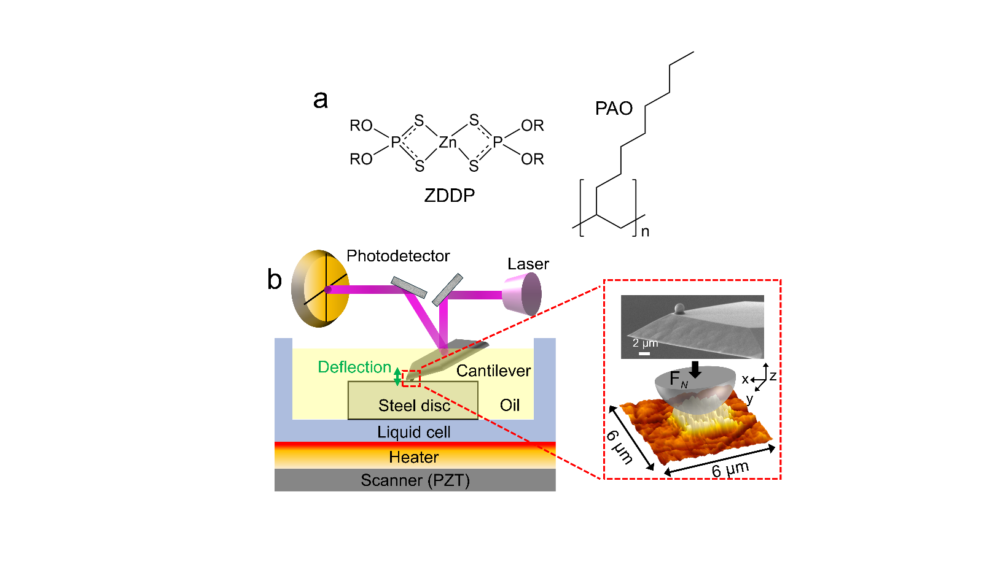 a
RO
S
S
OR
P
Zn
P
RO
S
S
OR
ZDDP
PAO
n
b
Photodetector
Laser
Deflection
Cantilever
Steel disc
Oil
Liquid cell
Heater
Scanner (PZT)
2 μm
F_N
x
z
y
6 μm
6 μm